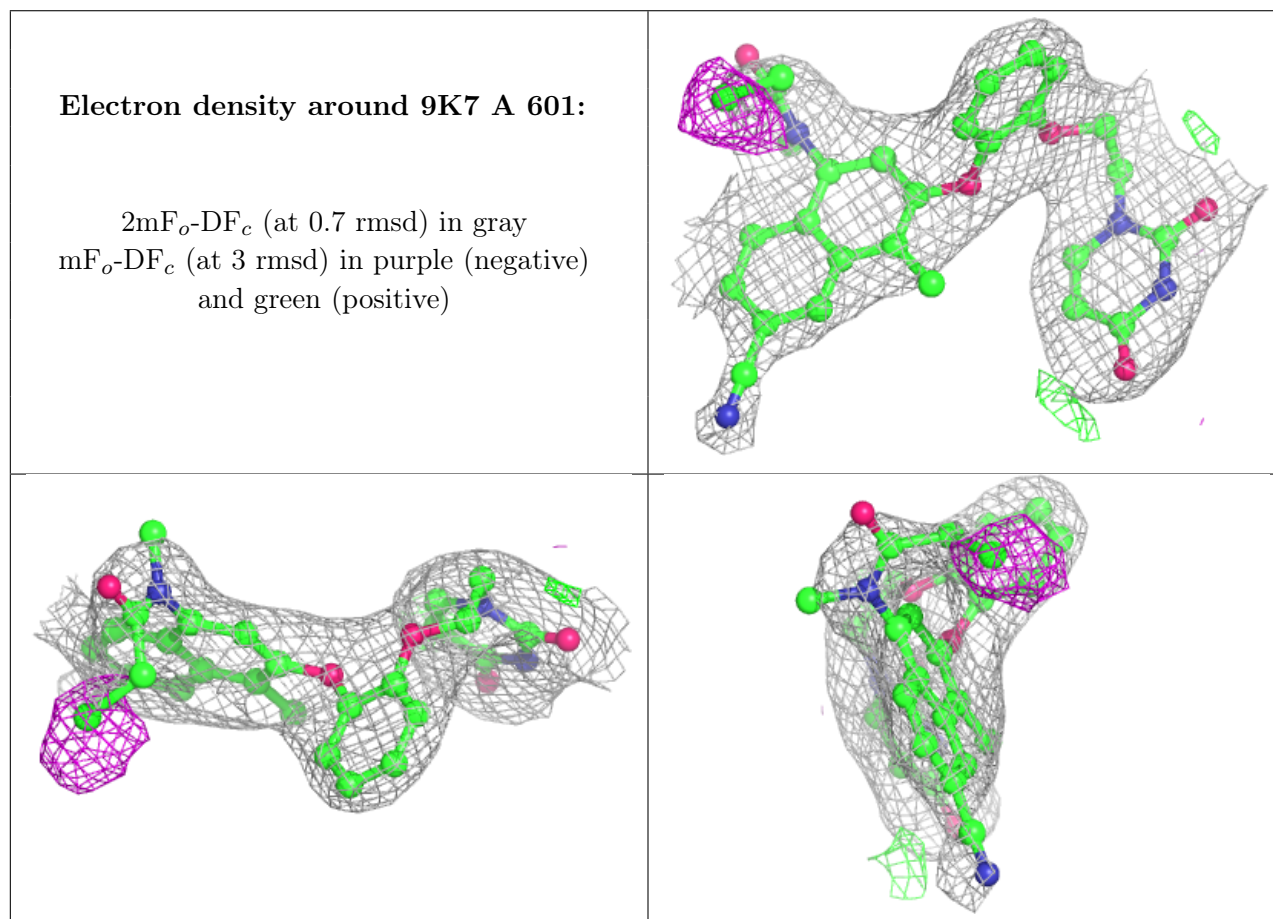 Electron density around 9K7 A 601:
2mFₒ-DF𝒸 (at 0.7 rmsd) in gray
mFₒ-DF𝒸 (at 3 rmsd) in purple (negative)
and green (positive)